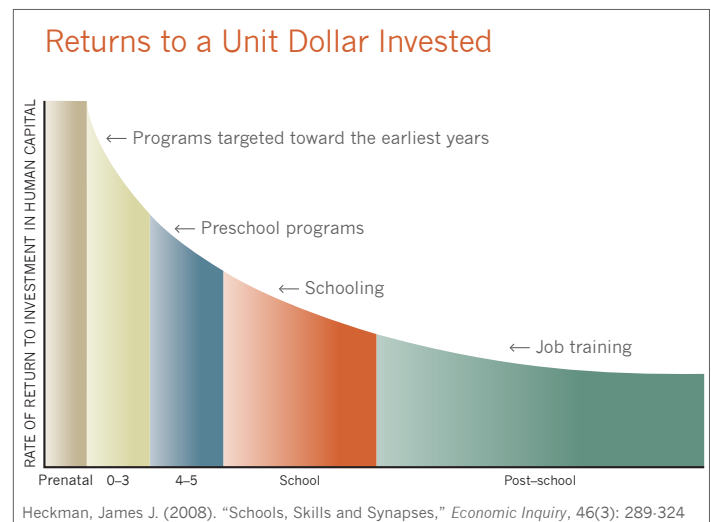 Returns to a Unit Dollar Invested
RATE OF RETURN TO INVESTMENT IN HUMAN CAPITAL
← Programs targeted toward the earliest years
← Preschool programs
← Schooling
← Job training
Prenatal 0–3 4–5 School Post–school
Heckman, James J. (2008). “Schools, Skills and Synapses,” Economic Inquiry, 46(3): 289-324